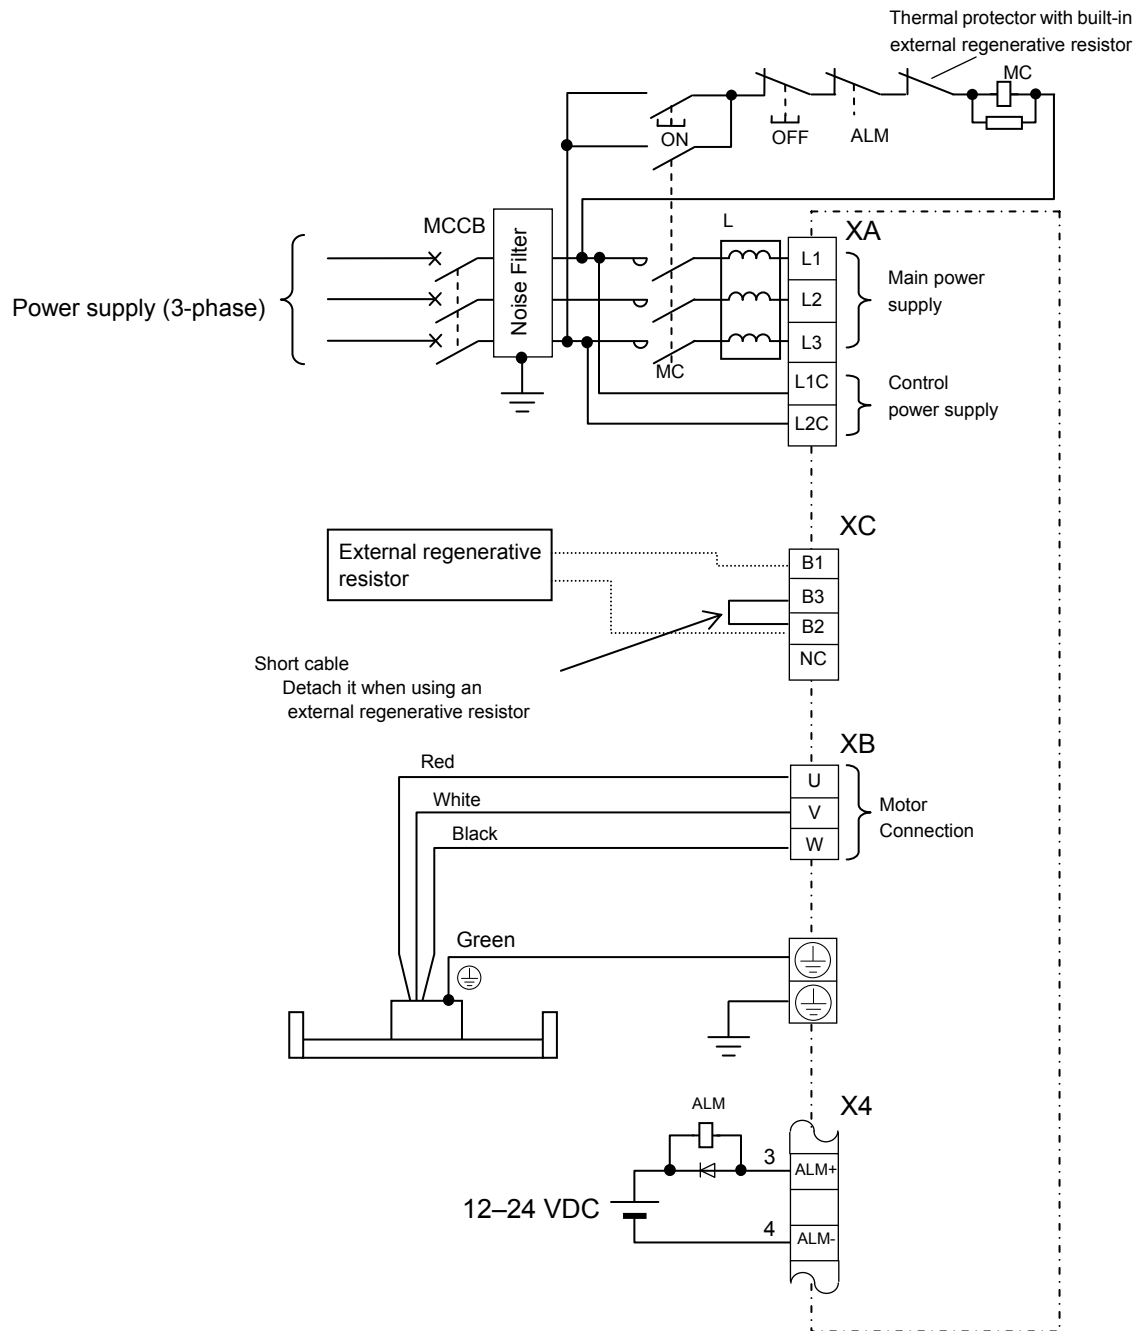 Thermal protector with built-in
external regenerative resistor
MC
ON
OFF
ALM
MCCB
Noise Filter
L
XA
Power supply (3-phase)
L1
L2
L3
Main power
supply
MC
L1C
L2C
Control
power supply
XC
External regenerative
resistor
B1
B3
B2
NC
Short cable
Detach it when using an
external regenerative resistor
XB
Red
White
Black
U
V
W
Motor
Connection
Green
X4
ALM
3
ALM+
12–24 VDC
4
ALM-